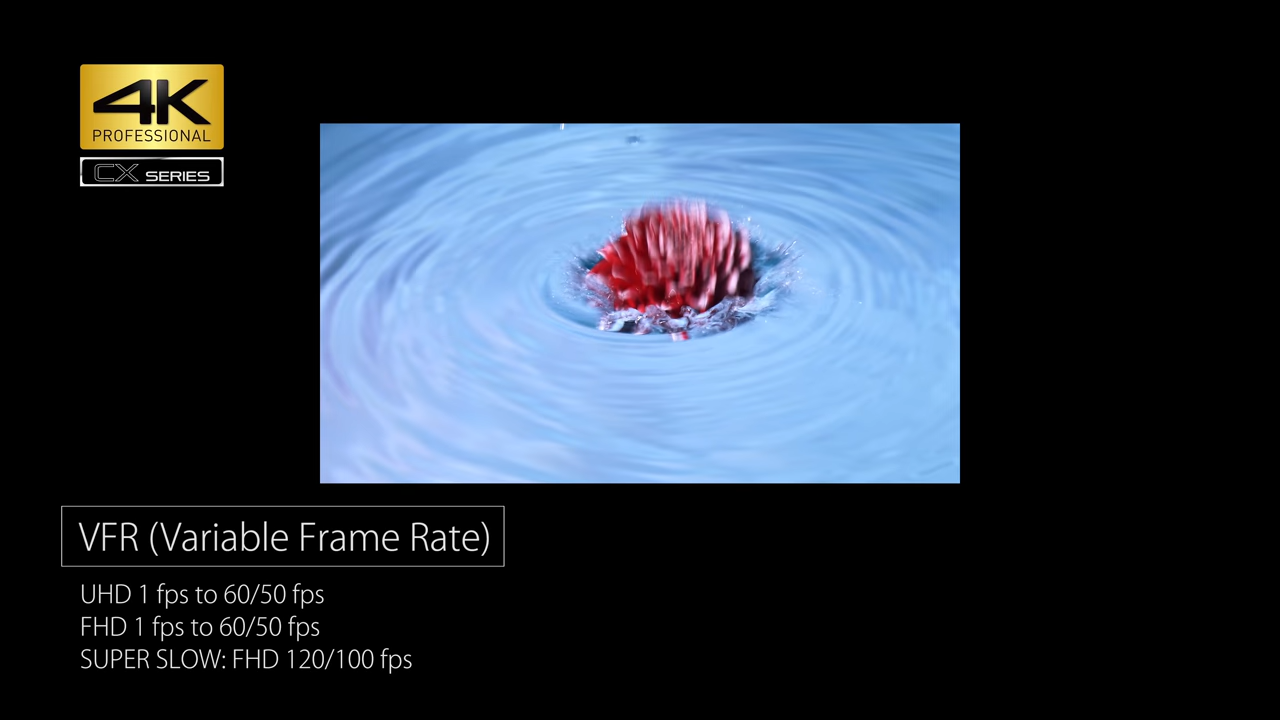 4K
PROFESSIONAL
CX SERIES
VFR (Variable Frame Rate)
UHD 1 fps to 60/50 fps
FHD 1 fps to 60/50 fps
SUPER SLOW: FHD 120/100 fps